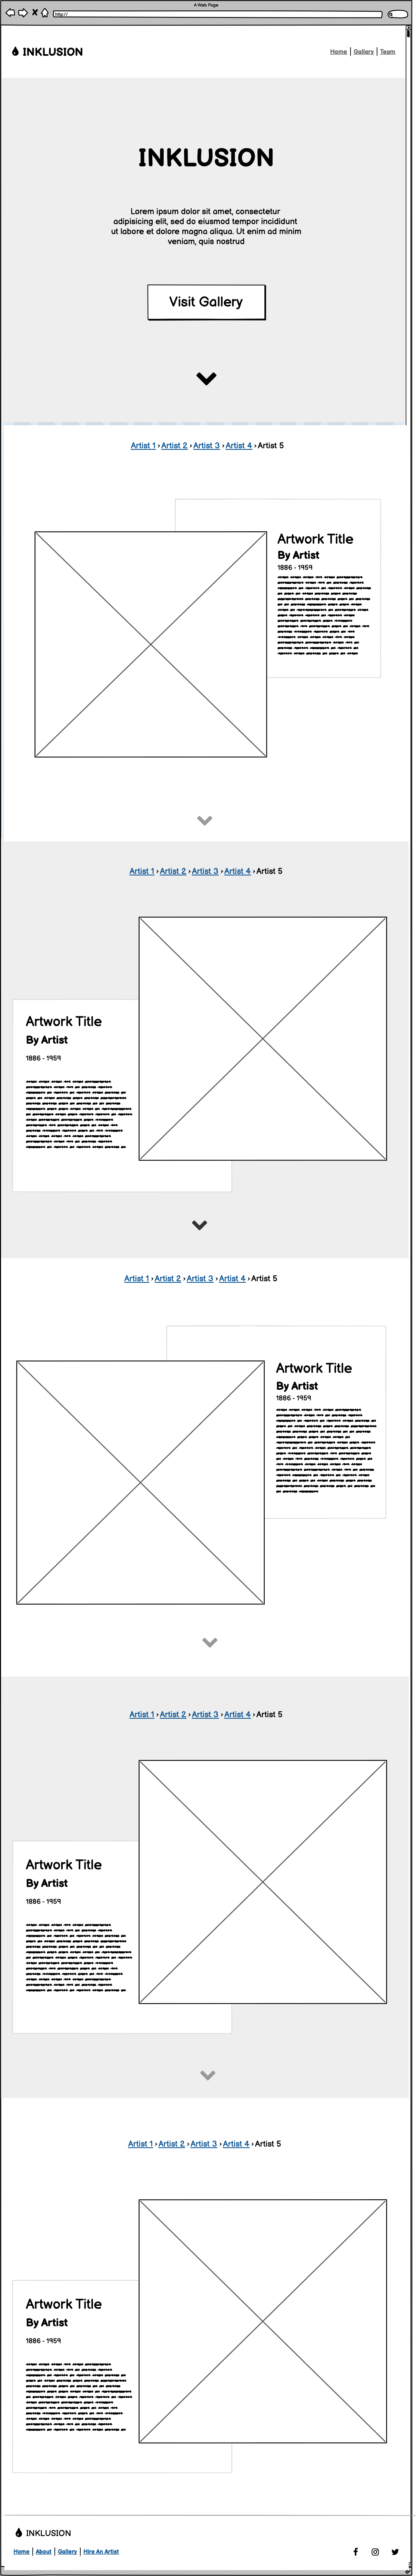 A Web Page
http://
INKLUSION
Home | Gallery | Team
INKLUSION
Lorem ipsum dolor sit amet, consectetur
adipisicing elit, sed do eiusmod tempor incididunt
ut labore et dolore magna aliqua. Ut enim ad minim
veniam, quis nostrud
Visit Gallery
Artist 1 › Artist 2 › Artist 3 › Artist 4 › Artist 5
Artwork Title
By Artist
1886 - 1959
Artist 1 › Artist 2 › Artist 3 › Artist 4 › Artist 5
Artwork Title
By Artist
1886 - 1959
Artist 1 › Artist 2 › Artist 3 › Artist 4 › Artist 5
Artwork Title
By Artist
1886 - 1959
Artist 1 › Artist 2 › Artist 3 › Artist 4 › Artist 5
Artwork Title
By Artist
1886 - 1959
Artist 1 › Artist 2 › Artist 3 › Artist 4 › Artist 5
Artwork Title
By Artist
1886 - 1959
INKLUSION
Home | About | Gallery | Hire An Artist